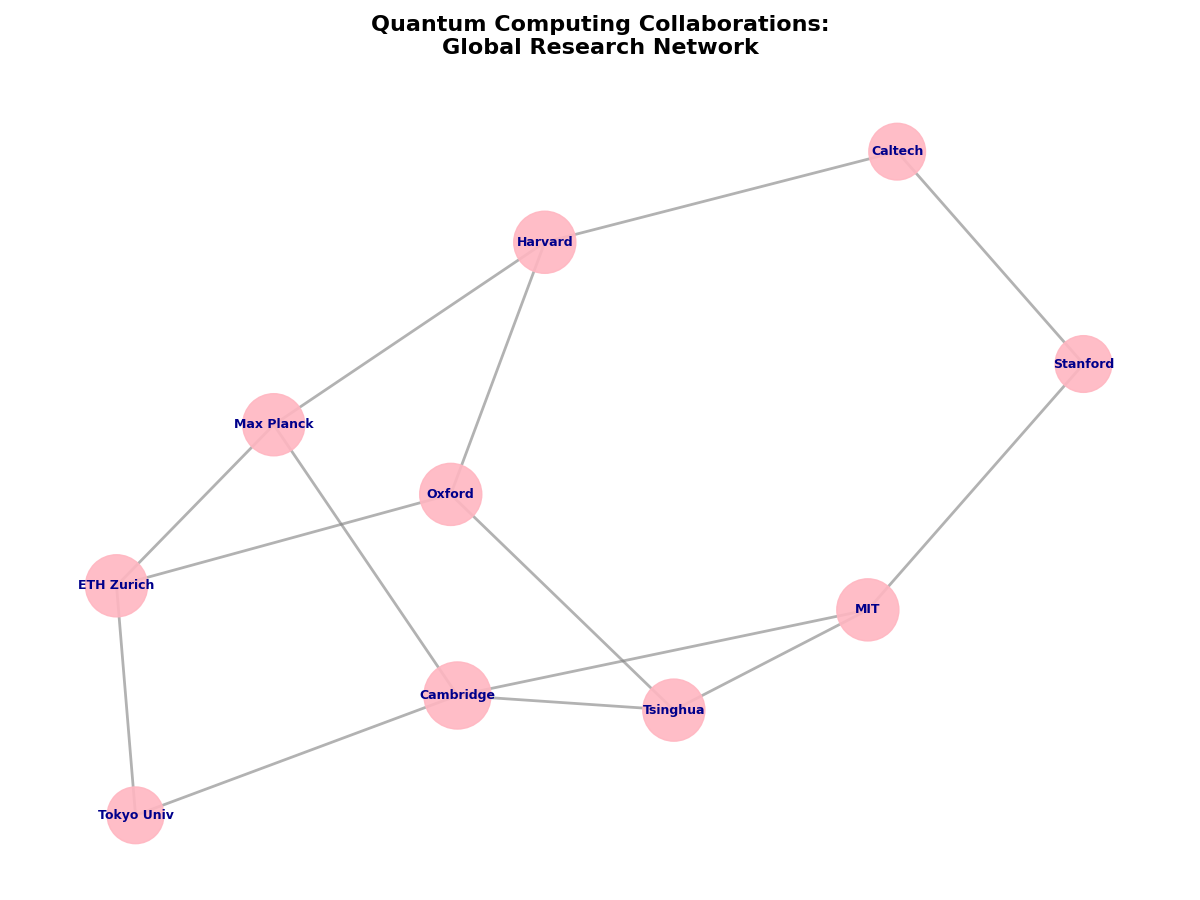 Quantum Computing Collaborations:
Global Research Network
Caltech
Harvard
Stanford
Max Planck
Oxford
ETH Zurich
MIT
Cambridge
Tsinghua
Tokyo Univ